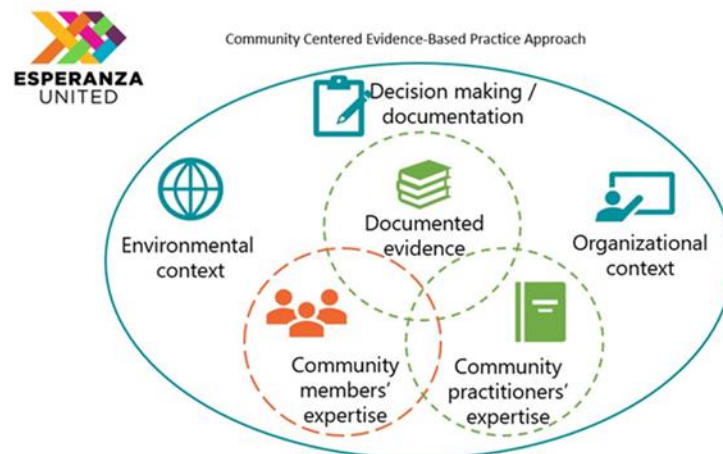 Community Centered Evidence-Based Practice Approach
ESPERANZA
UNITED
Decision making /
documentation
Documented
evidence
Environmental
context
Organizational
context
Community
members’
expertise
Community
practitioners’
expertise